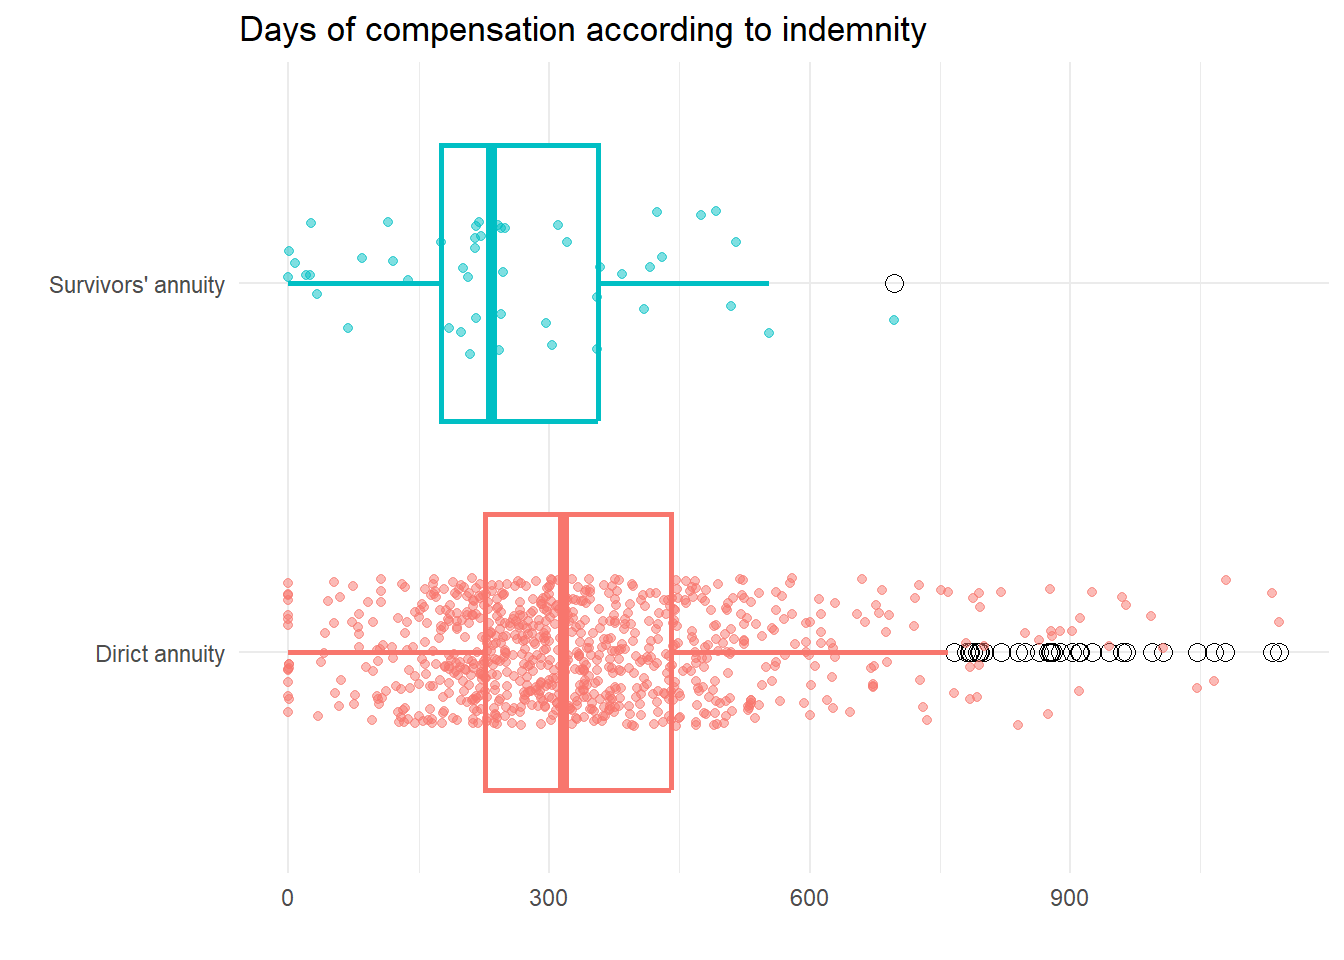 Days of compensation according to indemnity
Survivors' annuity
Dirict annuity
0 300 600 900